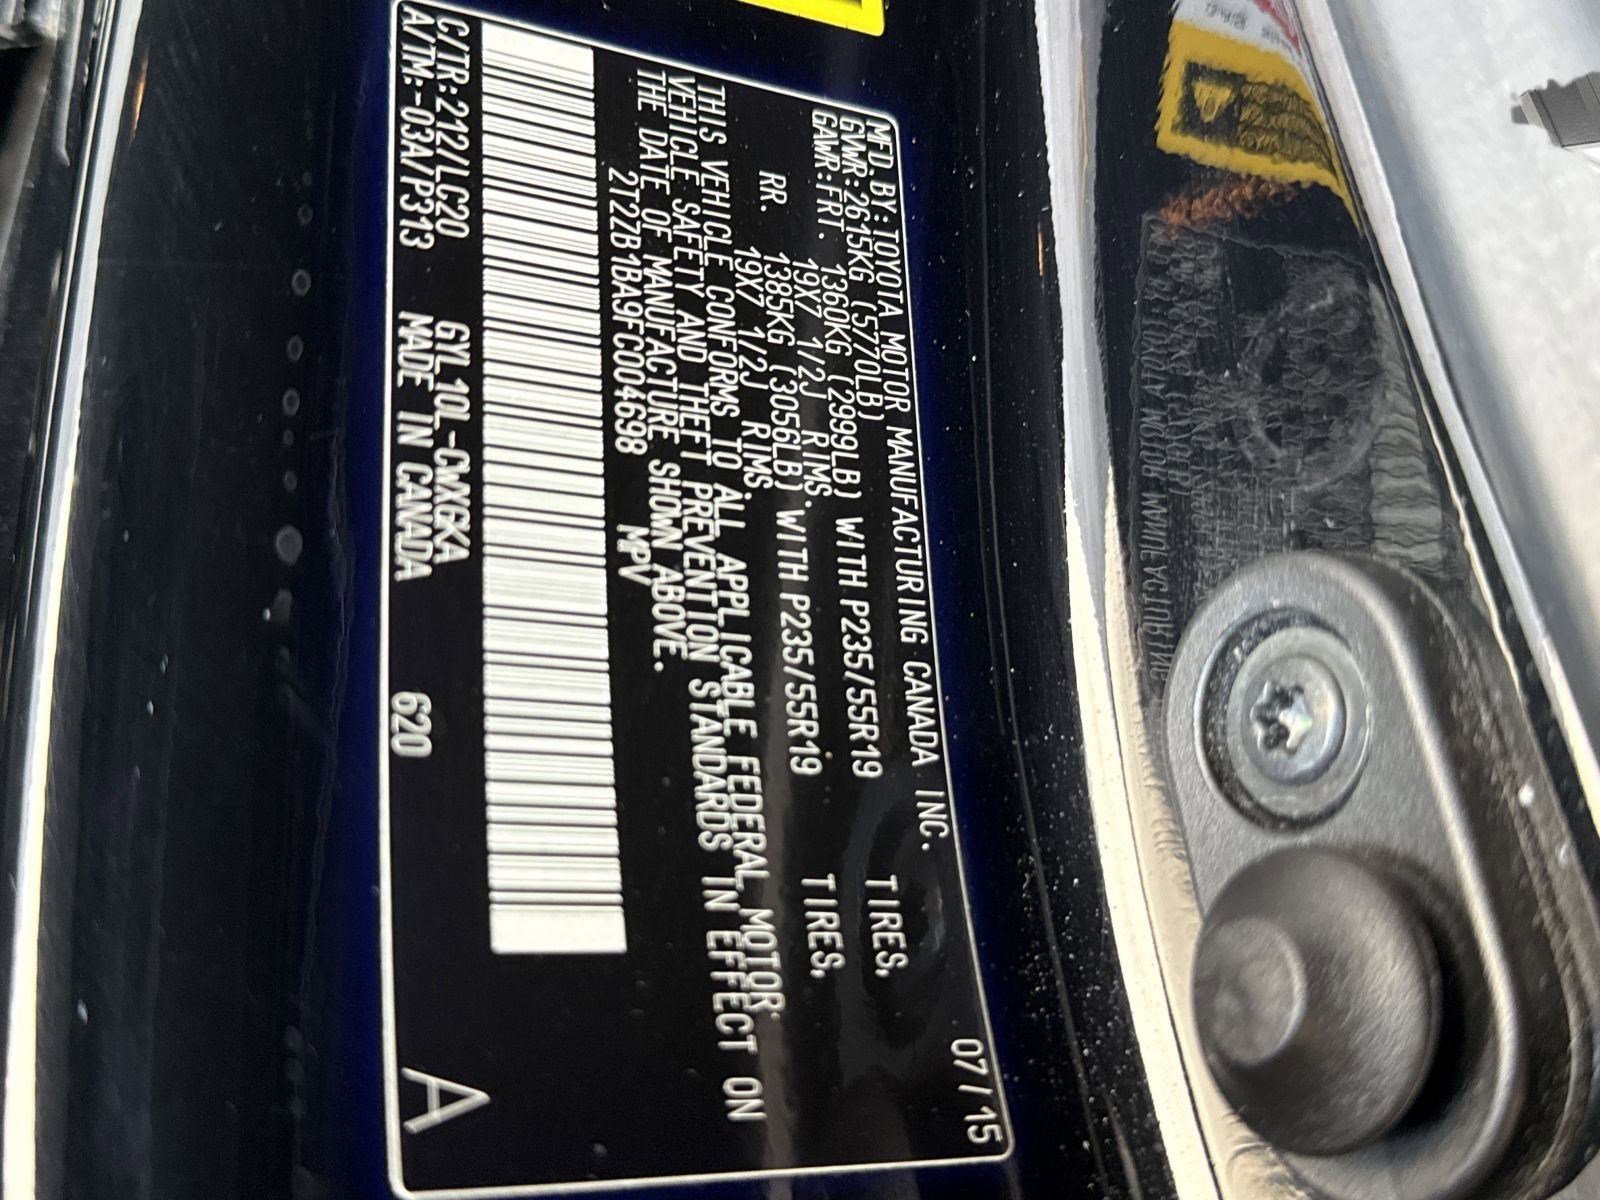 MFD.BY:TOYOTA MOTOR MANUFACTURING CANADA INC. 07/15
GVWR:2615KG (5770LB)
GAWR:FRT. 1360KG (2999LB) WITH P235/55R19 TIRES,
19X7 1/2J RIMS.
RR. 1385KG (3056LB) WITH P235/55R19 TIRES,
19X7 1/2J RIMS.
THIS VEHICLE CONFORMS TO ALL APPLICABLE FEDERAL MOTOR
VEHICLE SAFETY AND THEFT PREVENTION STANDARDS IN EFFECT ON
THE DATE OF MANUFACTURE SHOWN ABOVE.
2T2ZB1BA9FC004698 MPV
C/TR:212/LC20 GYL10L-CWXGKA A
A/TM:-03A/P313 MADE IN CANADA 620